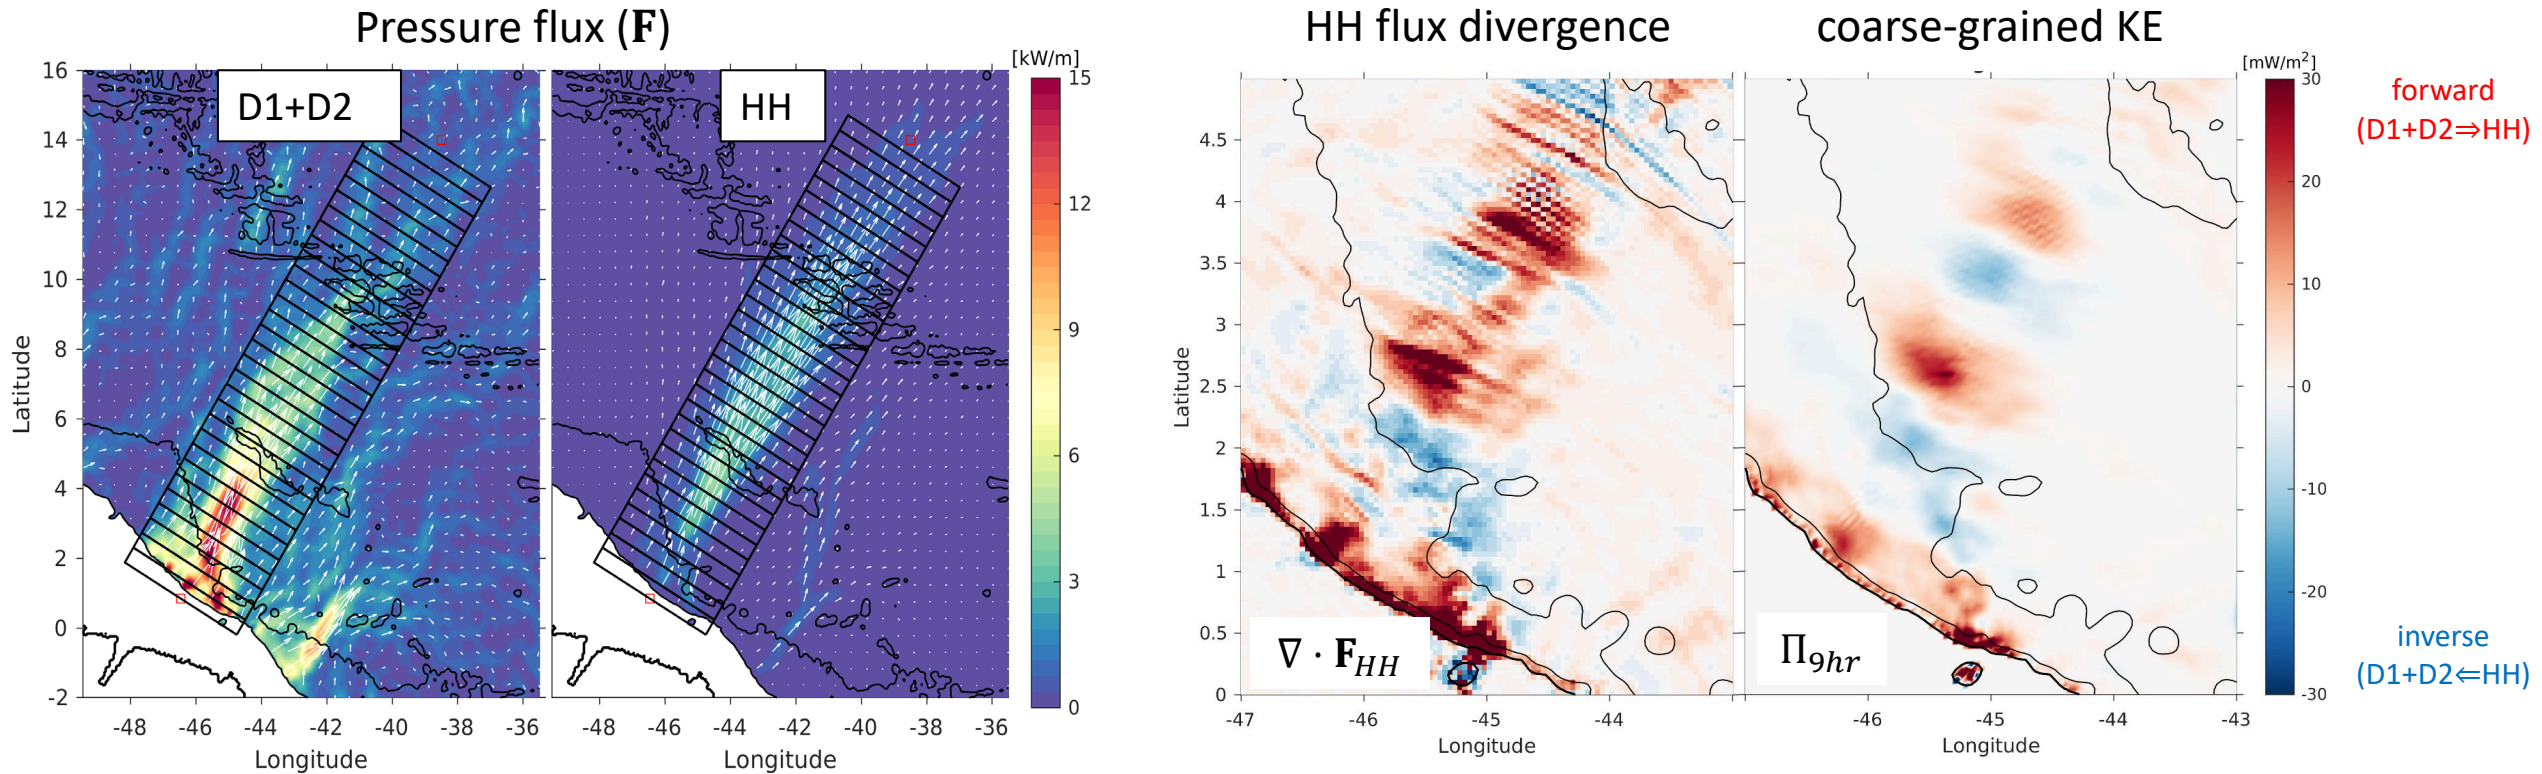 Pressure flux (F)
HH flux divergence
coarse-grained KE
[kW/m]
[mW/m²]
D1+D2
HH
16
14
12
10
8
6
4
2
0
-2
Latitude
-48 -46 -44 -42 -40 -38 -36
Longitude
-48 -46 -44 -42 -40 -38 -36
Longitude
15
12
9
6
3
0
4.5
4
3.5
3
2.5
2
1.5
1
0.5
0
Latitude
∇ · F_HH
-47 -46 -45 -44
Longitude
Π_9hr
-46 -45 -44 -43
Longitude
30
20
10
0
-10
-20
-30
forward
(D1+D2⇒HH)
inverse
(D1+D2⇐HH)